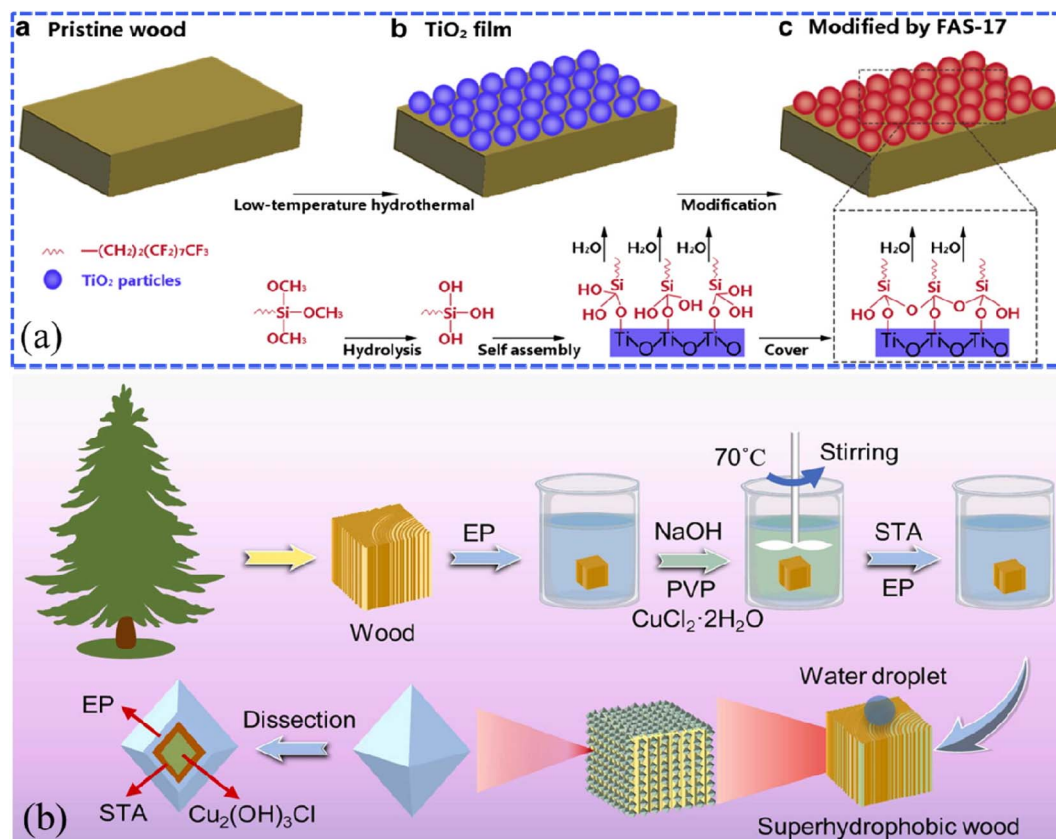 a Pristine wood
b TiO₂ film
c Modified by FAS-17
Low-temperature hydrothermal
Modification
—(CH₂)₂(CF₂)₇CF₃
TiO₂ particles
OCH₃
Si—OCH₃
OCH₃
Hydrolysis
OH
Si—OH
OH
Self assembly
H₂O H₂O H₂O
Si Si Si
HO OH OH OH
HO O HO O O OH
Ti O Ti O Ti O
Cover
H₂O H₂O
Si Si Si
HO O O O O OH
Ti O Ti O Ti O
(a)
Wood
EP
NaOH
PVP
CuCl₂·2H₂O
70°C
Stirring
STA
EP
Water droplet
Superhydrophobic wood
Dissection
EP
STA
Cu₂(OH)₃Cl
(b)